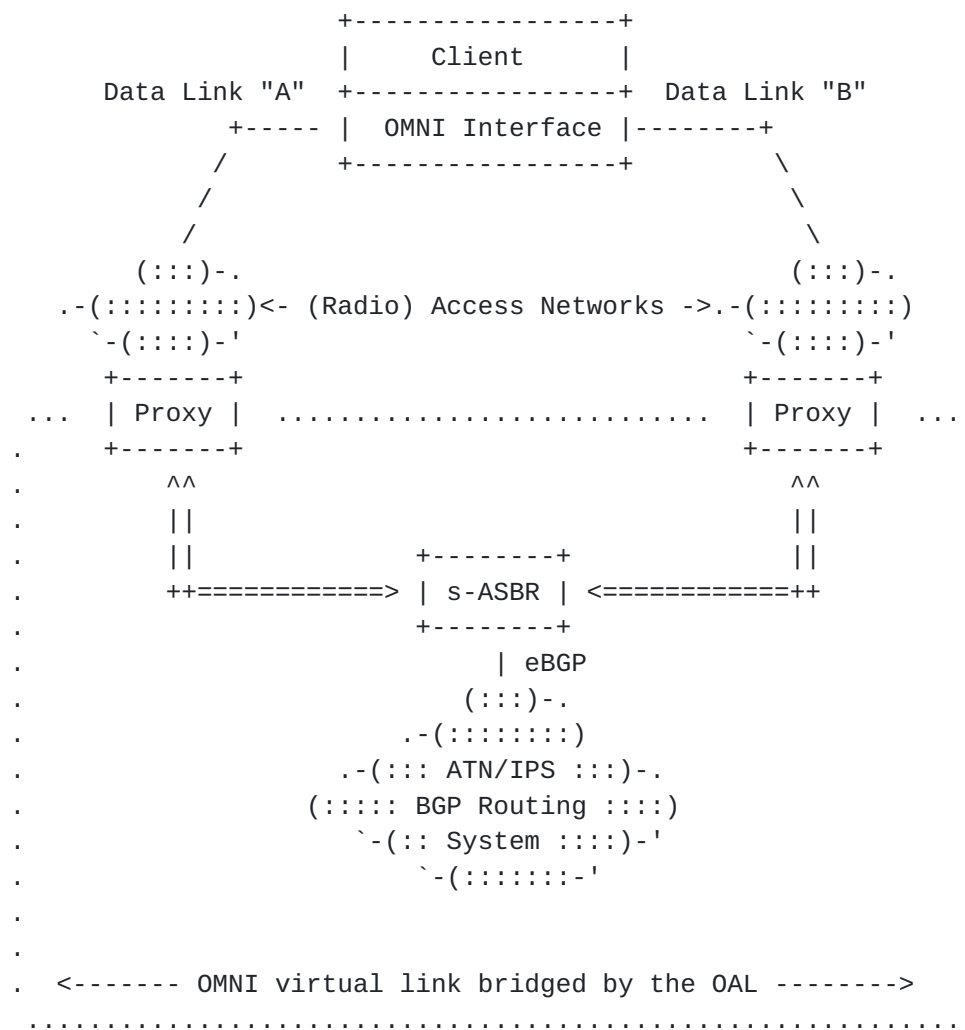 Client
Data Link "A" Data Link "B"
OMNI Interface
<- (Radio) Access Networks ->
Proxy Proxy
s-ASBR
eBGP
ATN/IPS
BGP Routing
System
<------- OMNI virtual link bridged by the OAL -------->